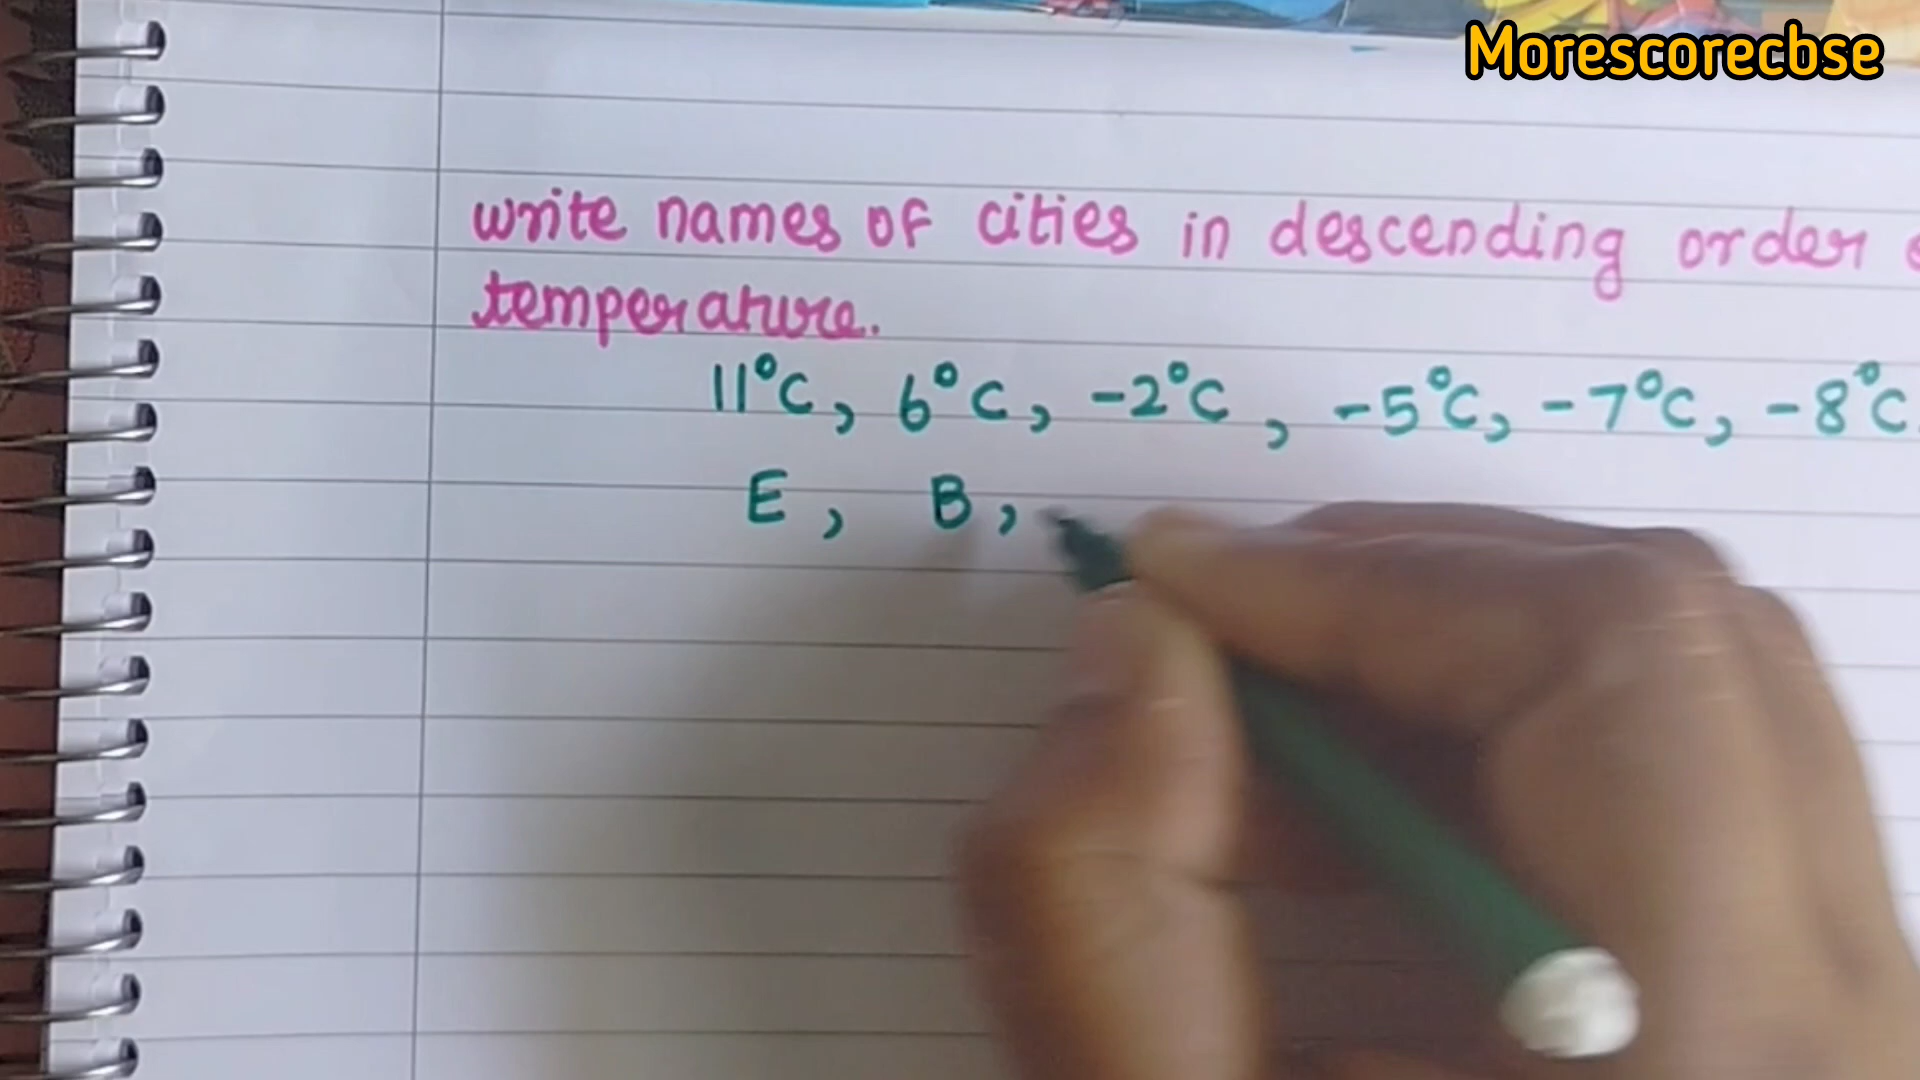 Morescorecbse
write names of cities in descending order
temperature.
11°C, 6°C, -2°C, -5°C, -7°C, -8°C
E, B,